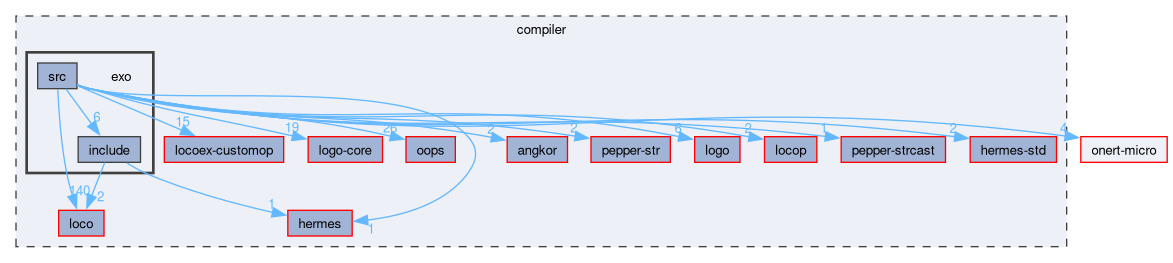 compiler
src
exo
6
15
19
26
2
2
6
2
1
2
4
include
locoex-customop
logo-core
oops
angkor
pepper-str
logo
locop
pepper-strcast
hermes-std
onert-micro
140
2
1
1
loco
hermes